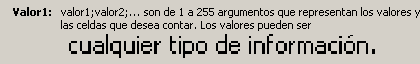 Valor1: valor1;valor2;... son de 1 a 255 argumentos que representan los valores y
las celdas que desea contar. Los valores pueden ser
cualquier tipo de información.